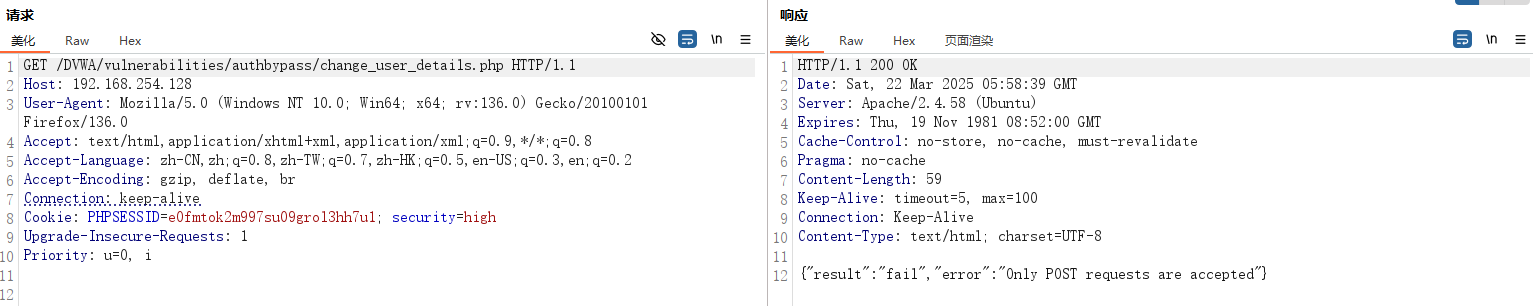 请求
美化 Raw Hex \n
1 GET /DVWA/vulnerabilities/authbypass/change_user_details.php HTTP/1.1
2 Host: 192.168.254.128
3 User-Agent: Mozilla/5.0 (Windows NT 10.0; Win64; x64; rv:136.0) Gecko/20100101
Firefox/136.0
4 Accept: text/html,application/xhtml+xml,application/xml;q=0.9,*/*;q=0.8
5 Accept-Language: zh-CN,zh;q=0.8,zh-TW;q=0.7,zh-HK;q=0.5,en-US;q=0.3,en;q=0.2
6 Accept-Encoding: gzip, deflate, br
7 Connection: keep-alive
8 Cookie: PHPSESSID=e0fmtok2m997su09grol3hh7u1; security=high
9 Upgrade-Insecure-Requests: 1
10 Priority: u=0, i
11
12
响应
美化 Raw Hex 页面渲染 \n
1 HTTP/1.1 200 OK
2 Date: Sat, 22 Mar 2025 05:58:39 GMT
3 Server: Apache/2.4.58 (Ubuntu)
4 Expires: Thu, 19 Nov 1981 08:52:00 GMT
5 Cache-Control: no-store, no-cache, must-revalidate
6 Pragma: no-cache
7 Content-Length: 59
8 Keep-Alive: timeout=5, max=100
9 Connection: Keep-Alive
10 Content-Type: text/html; charset=UTF-8
11
12 {"result":"fail","error":"Only POST requests are accepted"}